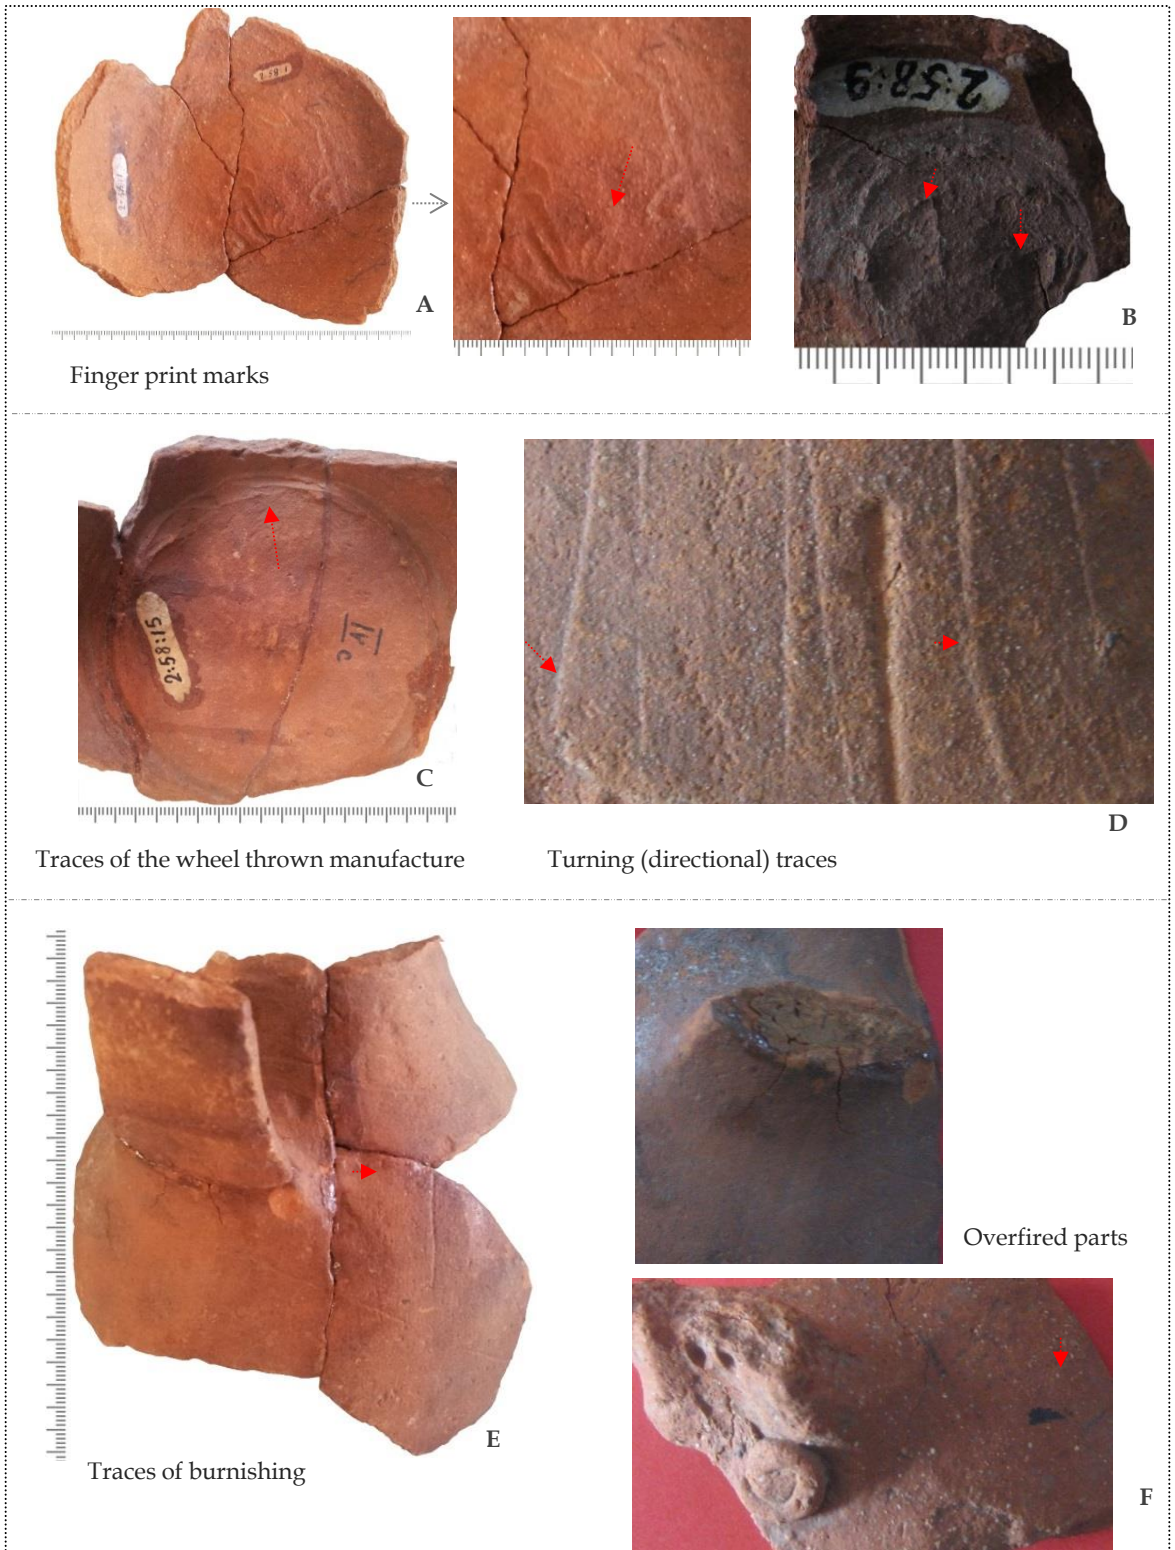 2:58:9
A
B
Finger print marks
2:58:15
C
D
Traces of the wheel thrown manufacture
Turning (directional) traces
Overfired parts
E
Traces of burnishing
F